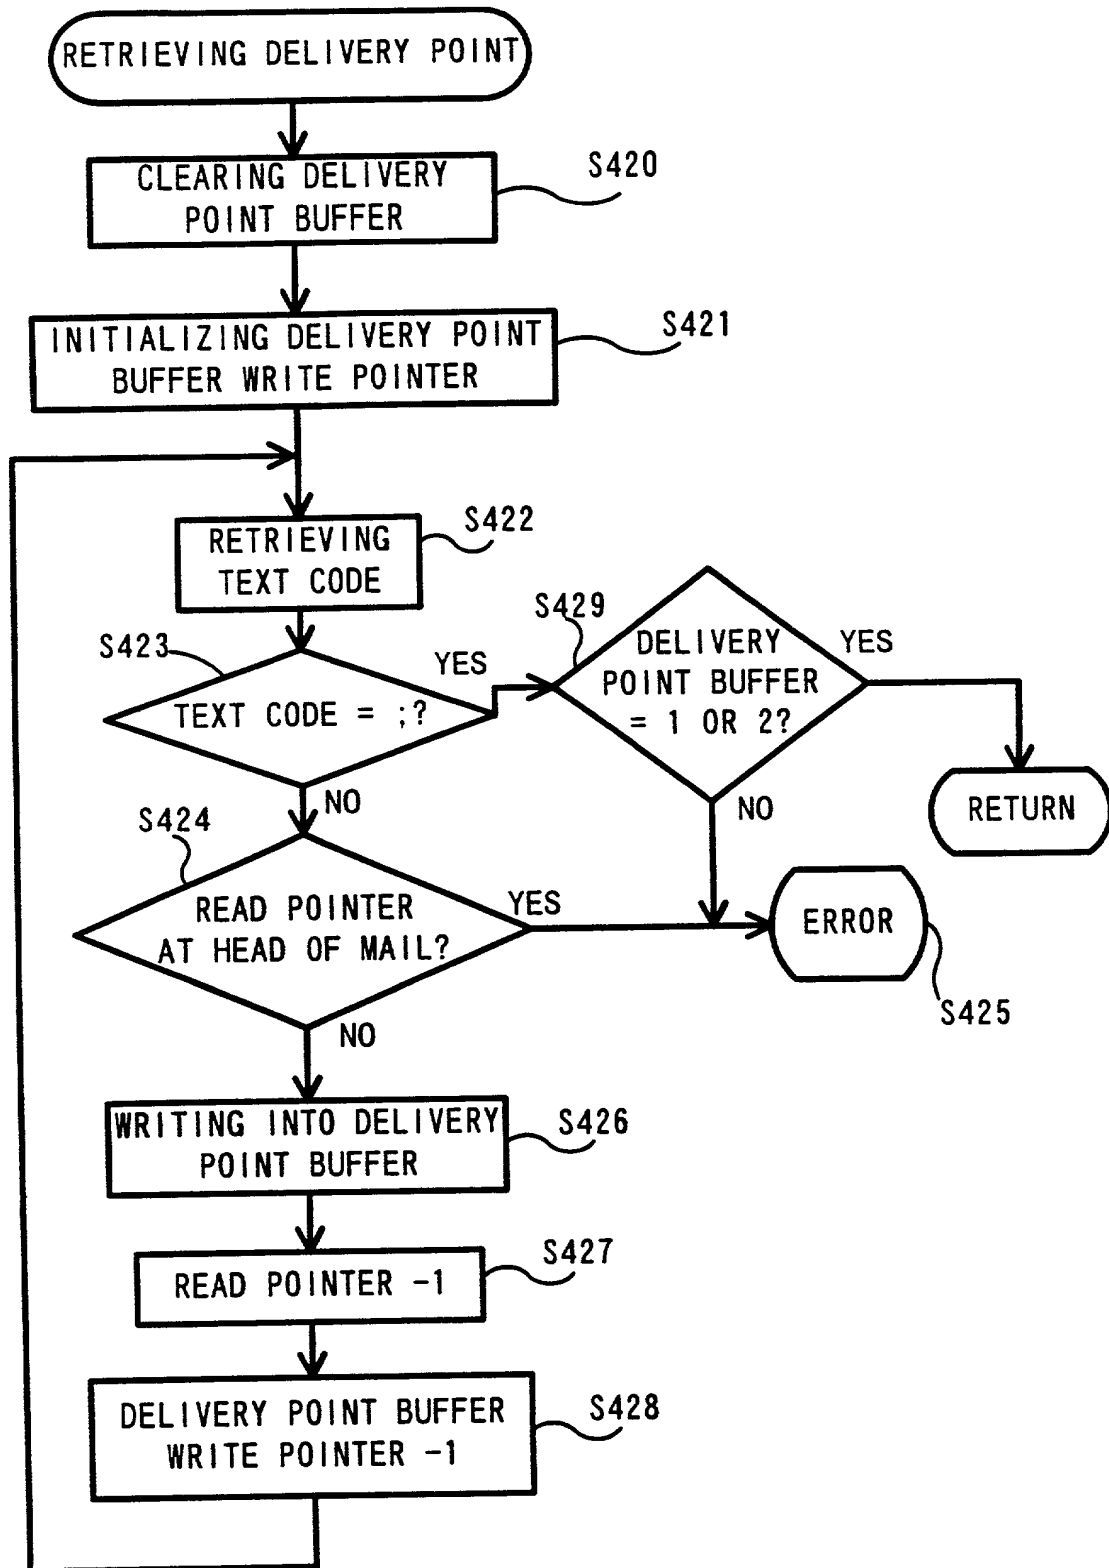 RETRIEVING DELIVERY POINT
CLEARING DELIVERY
POINT BUFFER
S420
INITIALIZING DELIVERY POINT
BUFFER WRITE POINTER
S421
RETRIEVING
TEXT CODE
S422
S423
TEXT CODE = ;?
YES
NO
S429
DELIVERY
POINT BUFFER
= 1 OR 2?
YES
NO
RETURN
S424
READ POINTER
AT HEAD OF MAIL?
YES
NO
ERROR
S425
WRITING INTO DELIVERY
POINT BUFFER
S426
READ POINTER -1
S427
DELIVERY POINT BUFFER
WRITE POINTER -1
S428